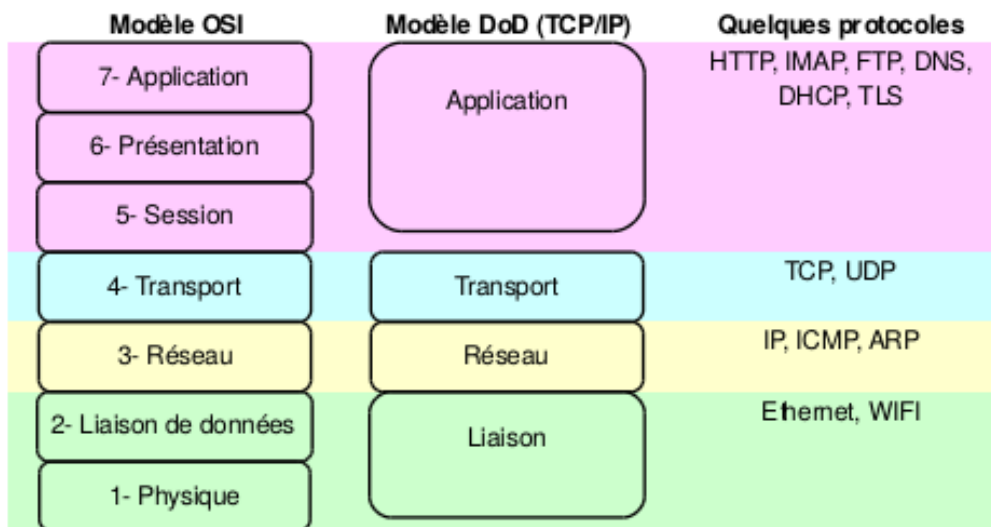 Modèle OSI Modèle DoD (TCP/IP) Quelques protocoles
7- Application
Application
HTTP, IMAP, FTP, DNS,
DHCP, TLS
6- Présentation
5- Session
4- Transport
Transport
TCP, UDP
3- Réseau
Réseau
IP, ICMP, ARP
2- Liaison de données
Liaison
Ethernet, WIFI
1- Physique